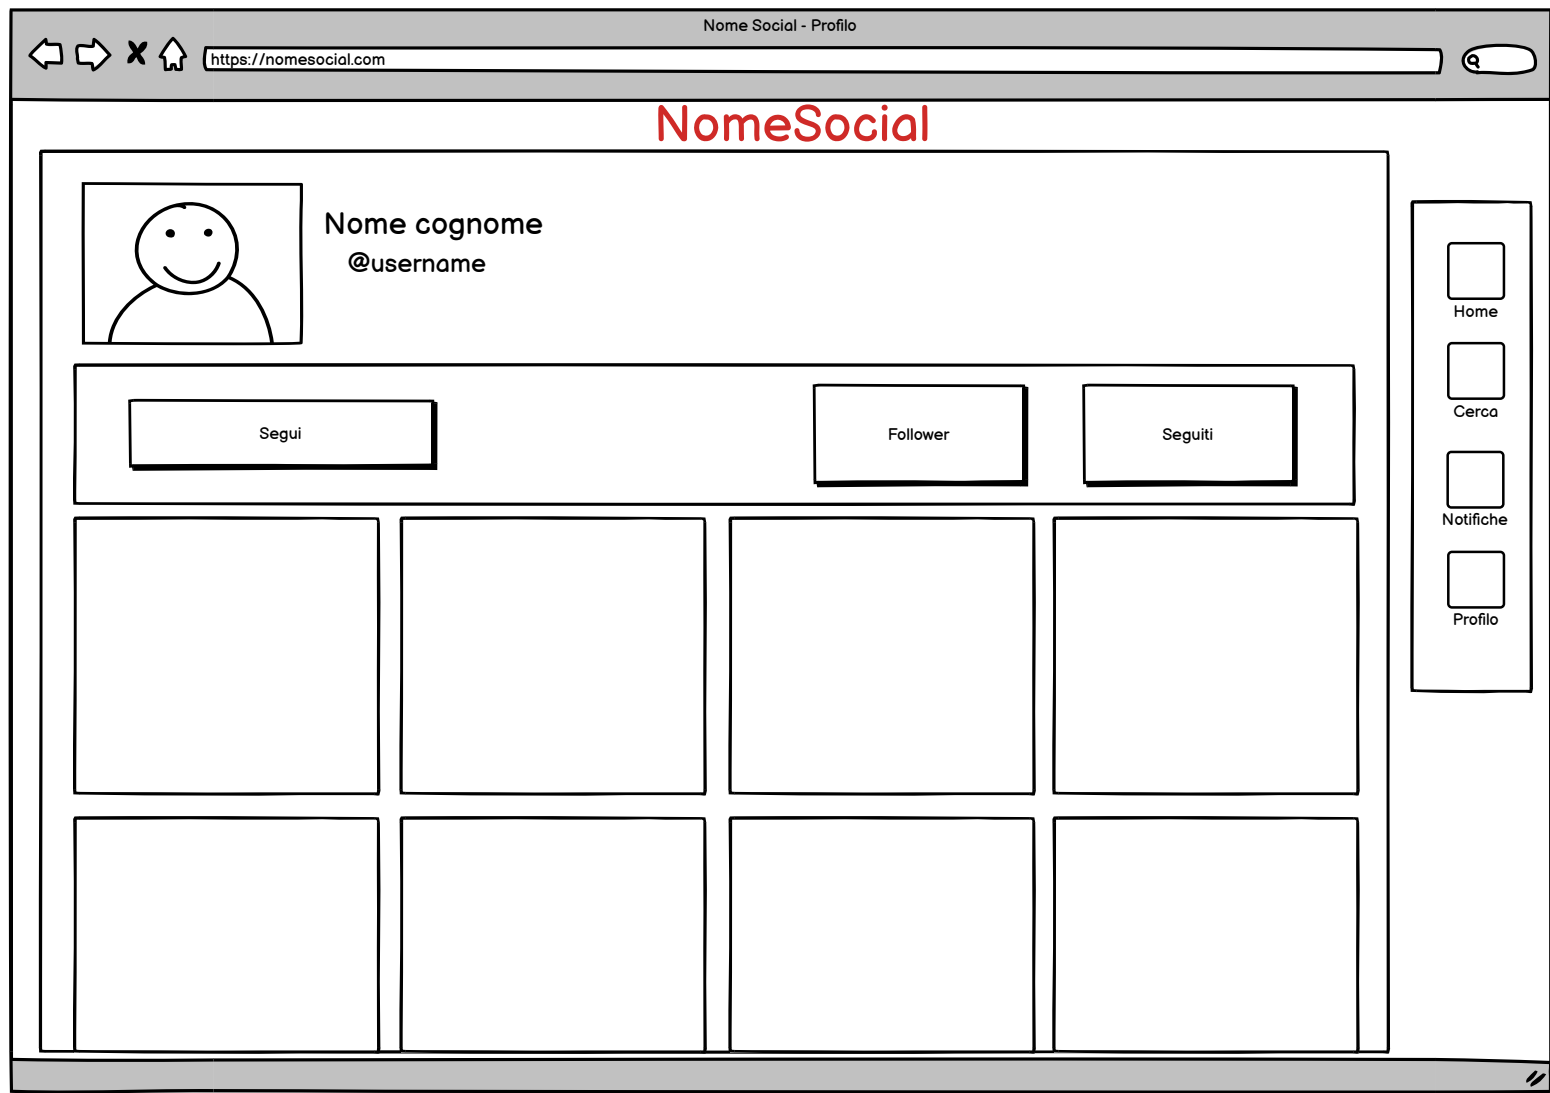 Nome Social - Profilo
https://nomesocial.com
NomeSocial
Nome cognome
@username
Segui
Follower
Seguiti
Home
Cerca
Notifiche
Profilo